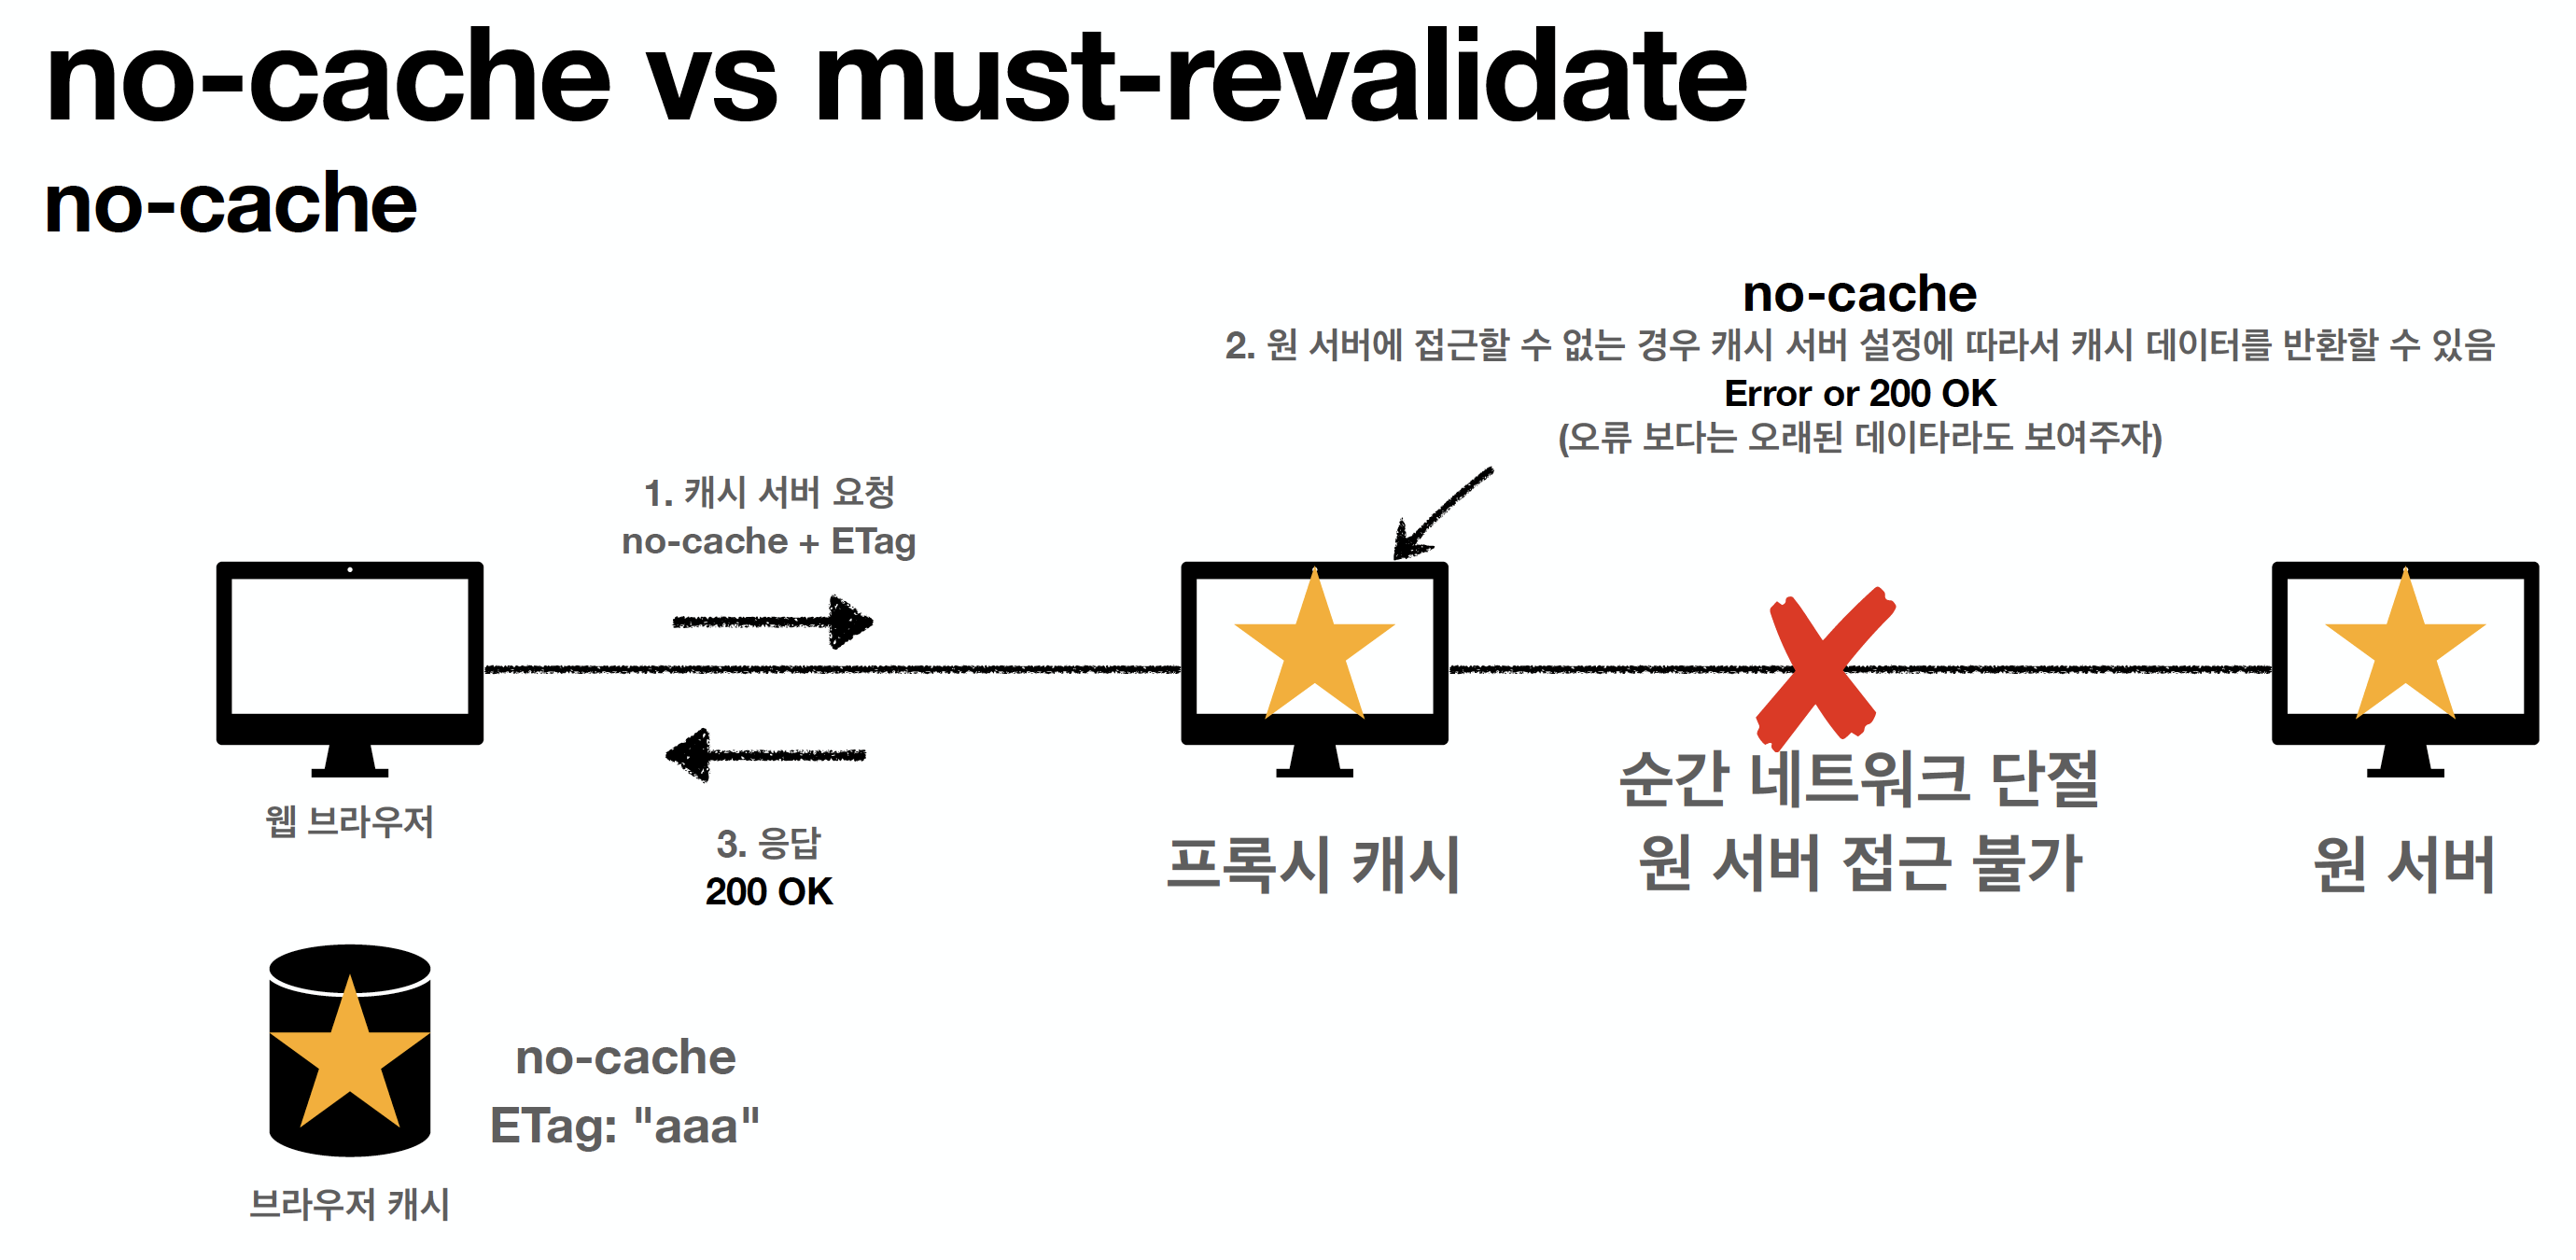 no-cache vs must-revalidate
no-cache
no-cache
2. 원 서버에 접근할 수 없는 경우 캐시 서버 설정에 따라서 캐시 데이터를 반환할 수 있음
Error or 200 OK
(오류 보다는 오래된 데이타라도 보여주자)
1. 캐시 서버 요청
no-cache + ETag
웹 브라우저
3. 응답
200 OK
프록시 캐시
순간 네트워크 단절
원 서버 접근 불가
원 서버
no-cache
ETag: "aaa"
브라우저 캐시